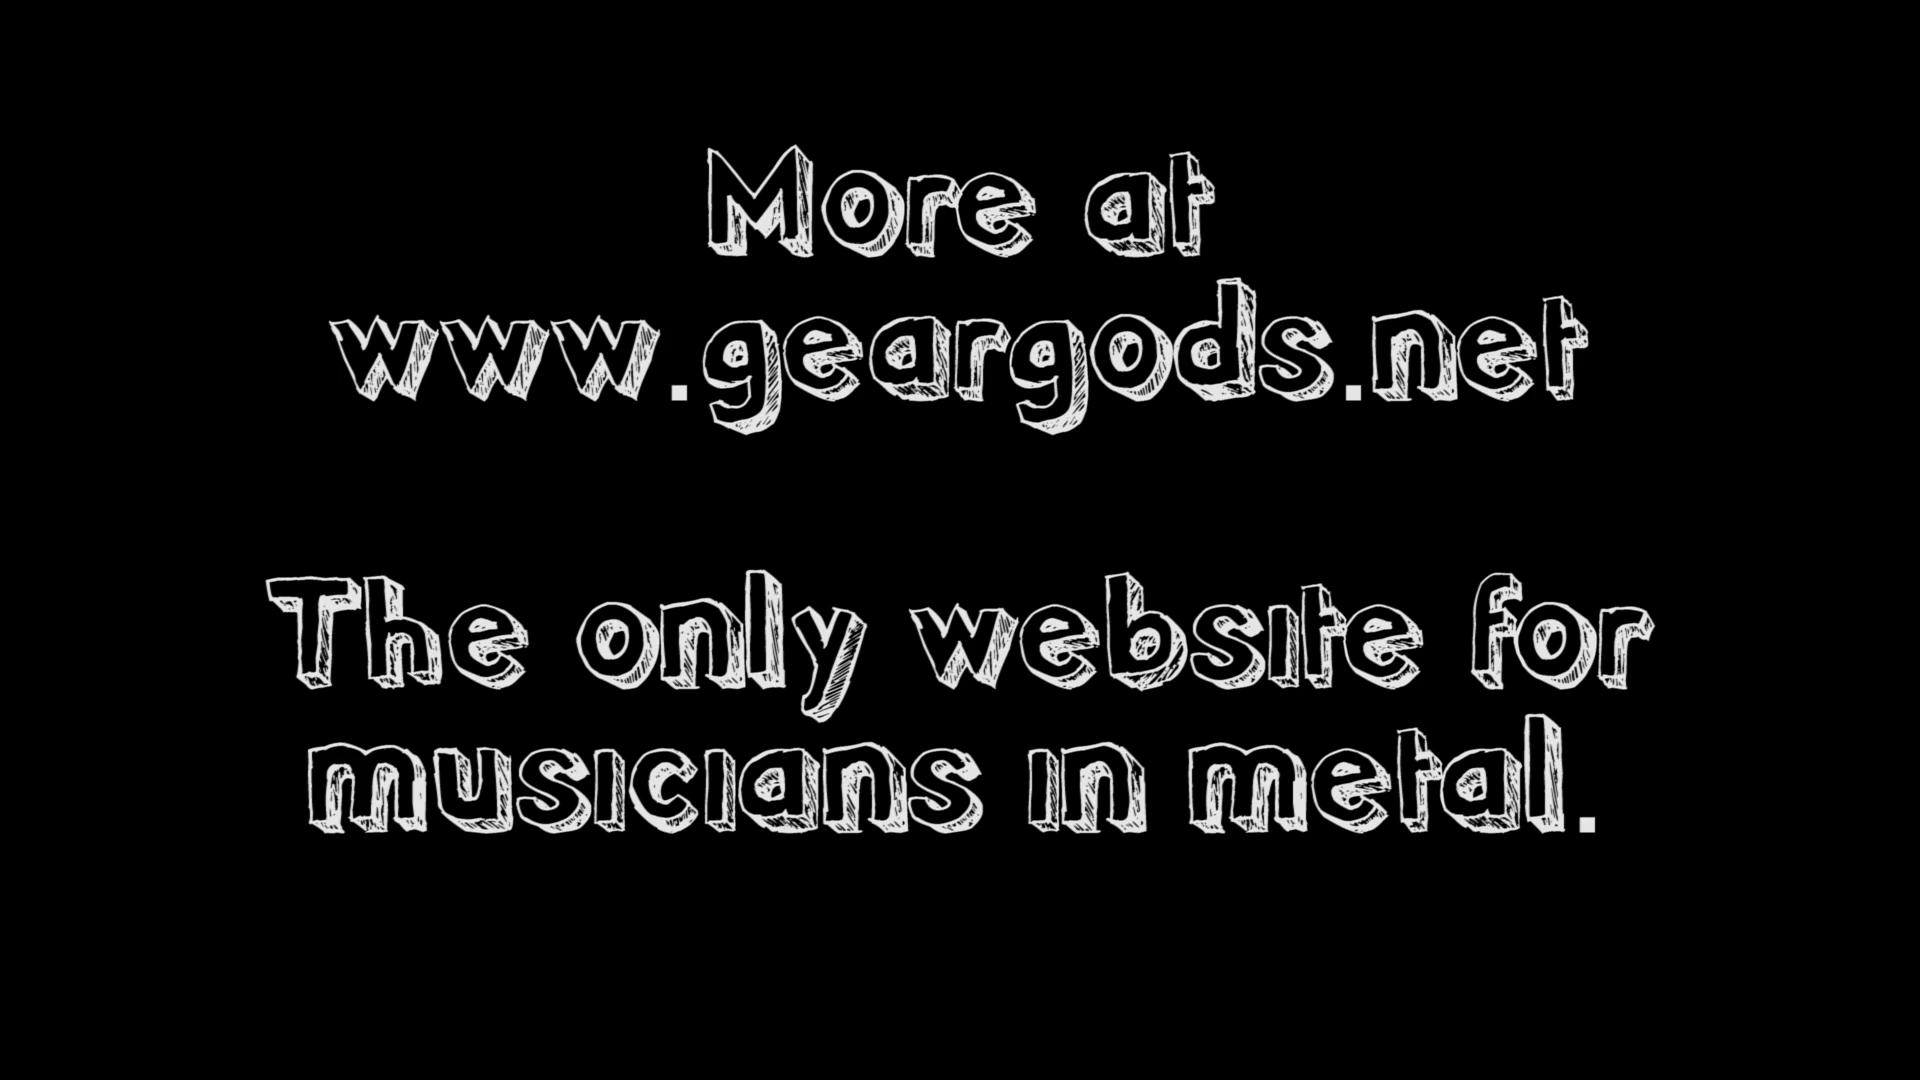 More at
www.geargods.net
The only website for
musicians in metal.